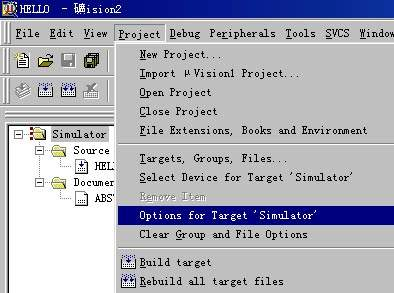 HELLO - 礦ision2
File Edit View Project Debug Peripherals Tools SVCS Window
New Project...
Import μVision1 Project...
Open Project
Close Project
File Extensions, Books and Environment
Simulator
Source
HELL
Documen
ABS
Targets, Groups, Files...
Select Device for Target 'Simulator'
Remove Item
Options for Target 'Simulator'
Clear Group and File Options
Build target
Rebuild all target files